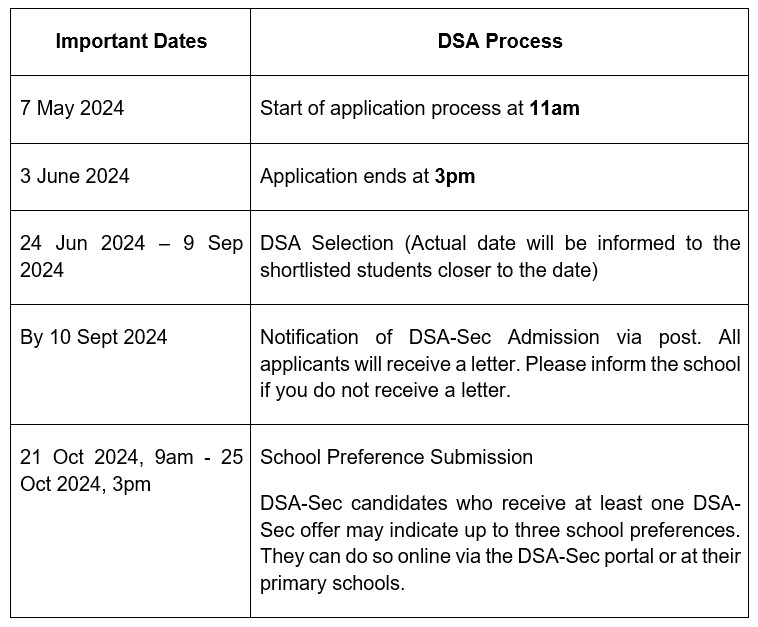 Important Dates
DSA Process
7 May 2024
Start of application process at 11am
3 June 2024
Application ends at 3pm
24 Jun 2024 – 9 Sep
2024
DSA Selection (Actual date will be informed to the
shortlisted students closer to the date)
By 10 Sept 2024
Notification of DSA-Sec Admission via post. All
applicants will receive a letter. Please inform the school
if you do not receive a letter.
21 Oct 2024, 9am - 25
Oct 2024, 3pm
School Preference Submission
DSA-Sec candidates who receive at least one DSA-
Sec offer may indicate up to three school preferences.
They can do so online via the DSA-Sec portal or at their
primary schools.